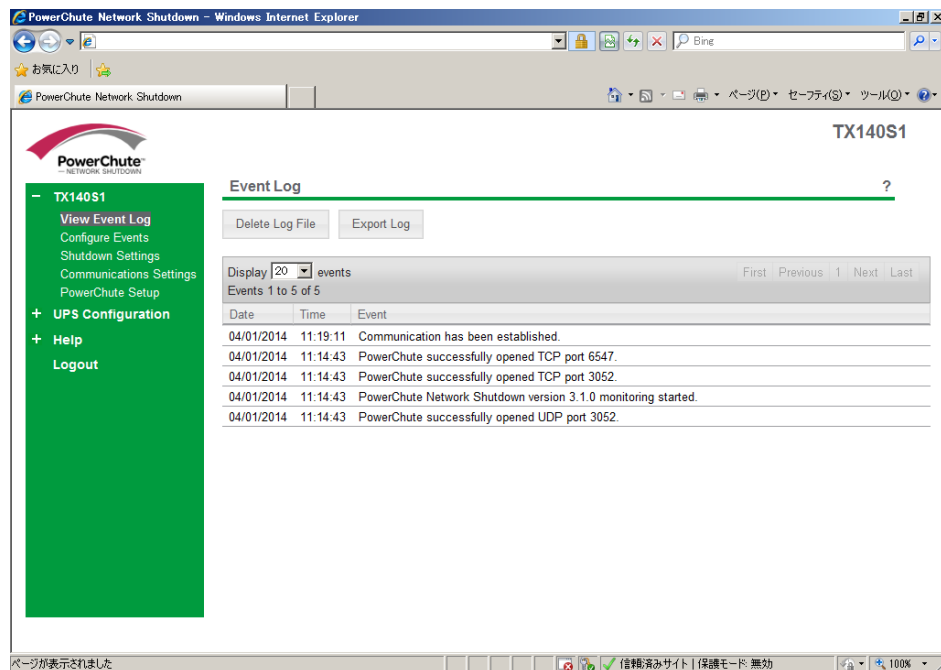 PowerChute Network Shutdown - Windows Internet Explorer
Bing
お気に入り
PowerChute Network Shutdown
ページ(P) セーフティ(S) ツール(O)
TX140S1
PowerChute
NETWORK SHUTDOWN
TX140S1
View Event Log
Configure Events
Shutdown Settings
Communications Settings
PowerChute Setup
UPS Configuration
Help
Logout
Event Log ?
Delete Log File Export Log
Display 20 events First Previous 1 Next Last
Events 1 to 5 of 5
Date Time Event
04/01/2014 11:19:11 Communication has been established.
04/01/2014 11:14:43 PowerChute successfully opened TCP port 6547.
04/01/2014 11:14:43 PowerChute successfully opened TCP port 3052.
04/01/2014 11:14:43 PowerChute Network Shutdown version 3.1.0 monitoring started.
04/01/2014 11:14:43 PowerChute successfully opened UDP port 3052.
ページが表示されました 信頼済みサイト | 保護モード: 無効 100%